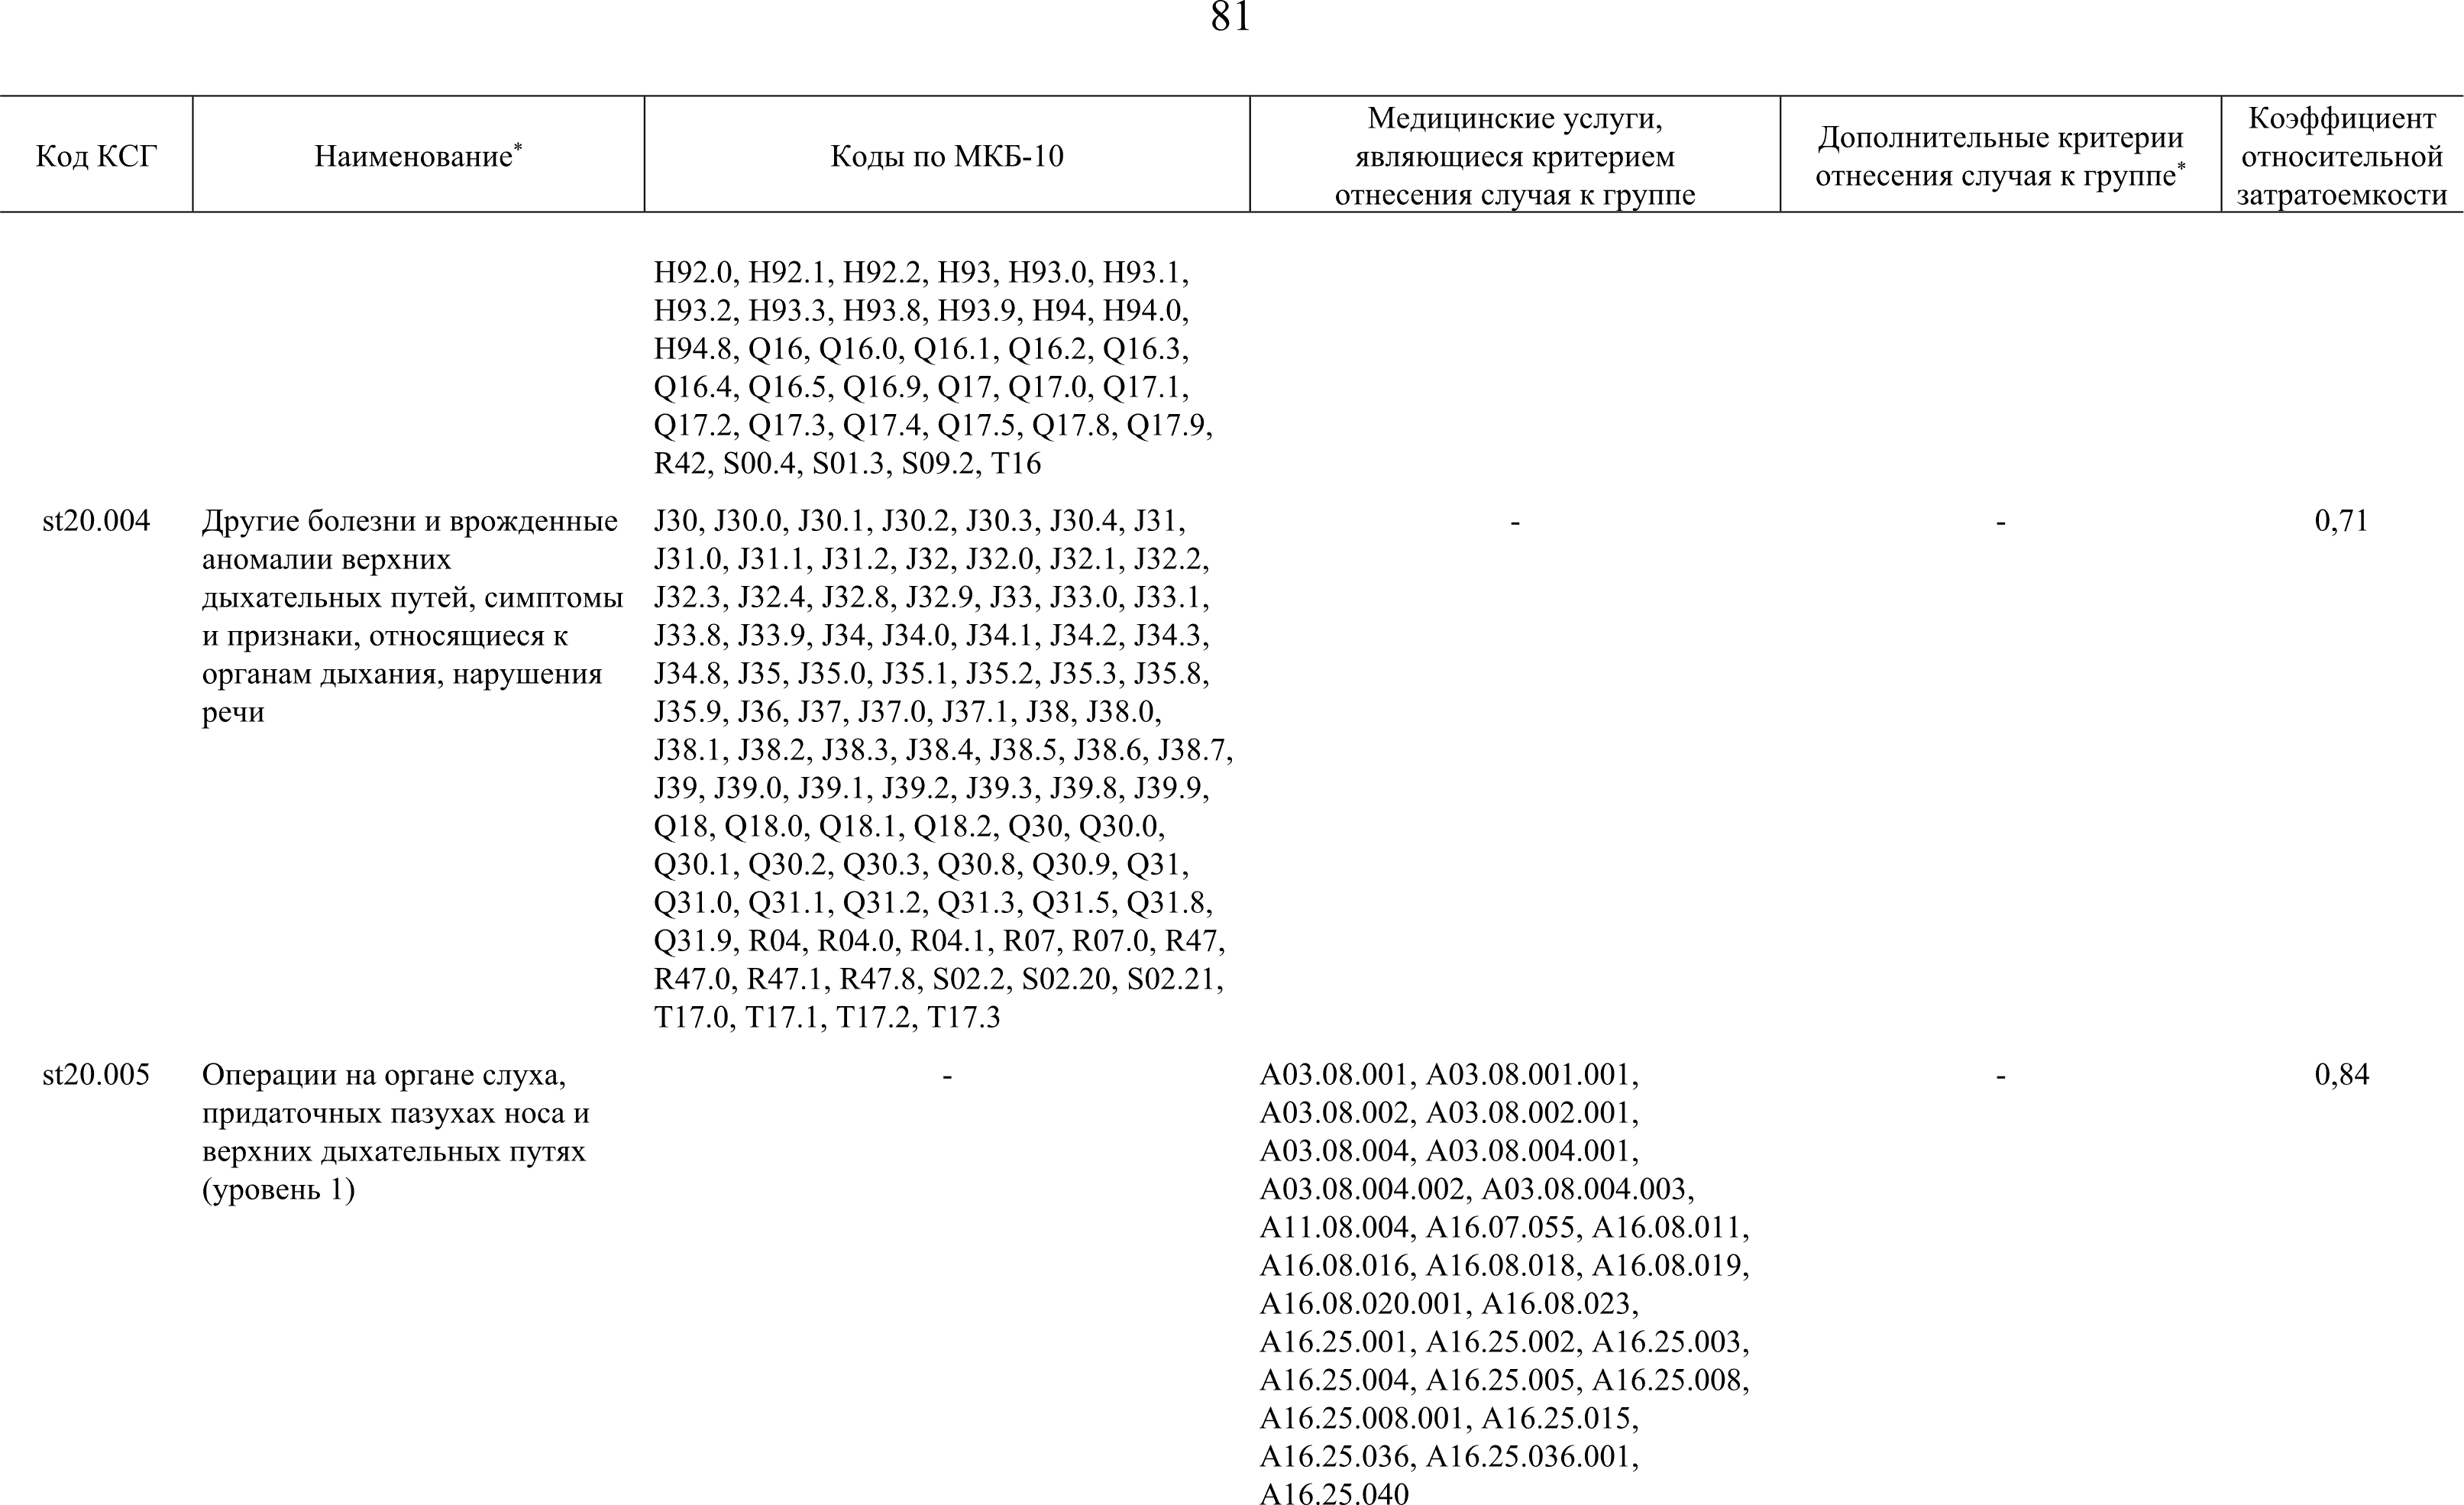 81
Код КСГ
Наименование*
Коды по МКБ-10
Медицинские услуги,
являющиеся критерием
отнесения случая к группе
Дополнительные критерии
отнесения случая к группе*
Коэффициент
относительной
затратоемкости
H92.0, H92.1, H92.2, H93, H93.0, H93.1,
H93.2, H93.3, H93.8, H93.9, H94, H94.0,
H94.8, Q16, Q16.0, Q16.1, Q16.2, Q16.3,
Q16.4, Q16.5, Q16.9, Q17, Q17.0, Q17.1,
Q17.2, Q17.3, Q17.4, Q17.5, Q17.8, Q17.9,
R42, S00.4, S01.3, S09.2, T16
st20.004
Другие болезни и врожденные
аномалии верхних
дыхательных путей, симптомы
и признаки, относящиеся к
органам дыхания, нарушения
речи
J30, J30.0, J30.1, J30.2, J30.3, J30.4, J31,
J31.0, J31.1, J31.2, J32, J32.0, J32.1, J32.2,
J32.3, J32.4, J32.8, J32.9, J33, J33.0, J33.1,
J33.8, J33.9, J34, J34.0, J34.1, J34.2, J34.3,
J34.8, J35, J35.0, J35.1, J35.2, J35.3, J35.8,
J35.9, J36, J37, J37.0, J37.1, J38, J38.0,
J38.1, J38.2, J38.3, J38.4, J38.5, J38.6, J38.7,
J39, J39.0, J39.1, J39.2, J39.3, J39.8, J39.9,
Q18, Q18.0, Q18.1, Q18.2, Q30, Q30.0,
Q30.1, Q30.2, Q30.3, Q30.8, Q30.9, Q31,
Q31.0, Q31.1, Q31.2, Q31.3, Q31.5, Q31.8,
Q31.9, R04, R04.0, R04.1, R07, R07.0, R47,
R47.0, R47.1, R47.8, S02.2, S02.20, S02.21,
T17.0, T17.1, T17.2, T17.3
-
-
0,71
st20.005
Операции на органе слуха,
придаточных пазухах носа и
верхних дыхательных путях
(уровень 1)
-
A03.08.001, A03.08.001.001,
A03.08.002, A03.08.002.001,
A03.08.004, A03.08.004.001,
A03.08.004.002, A03.08.004.003,
A11.08.004, A16.07.055, A16.08.011,
A16.08.016, A16.08.018, A16.08.019,
A16.08.020.001, A16.08.023,
A16.25.001, A16.25.002, A16.25.003,
A16.25.004, A16.25.005, A16.25.008,
A16.25.008.001, A16.25.015,
A16.25.036, A16.25.036.001,
A16.25.040
-
0,84